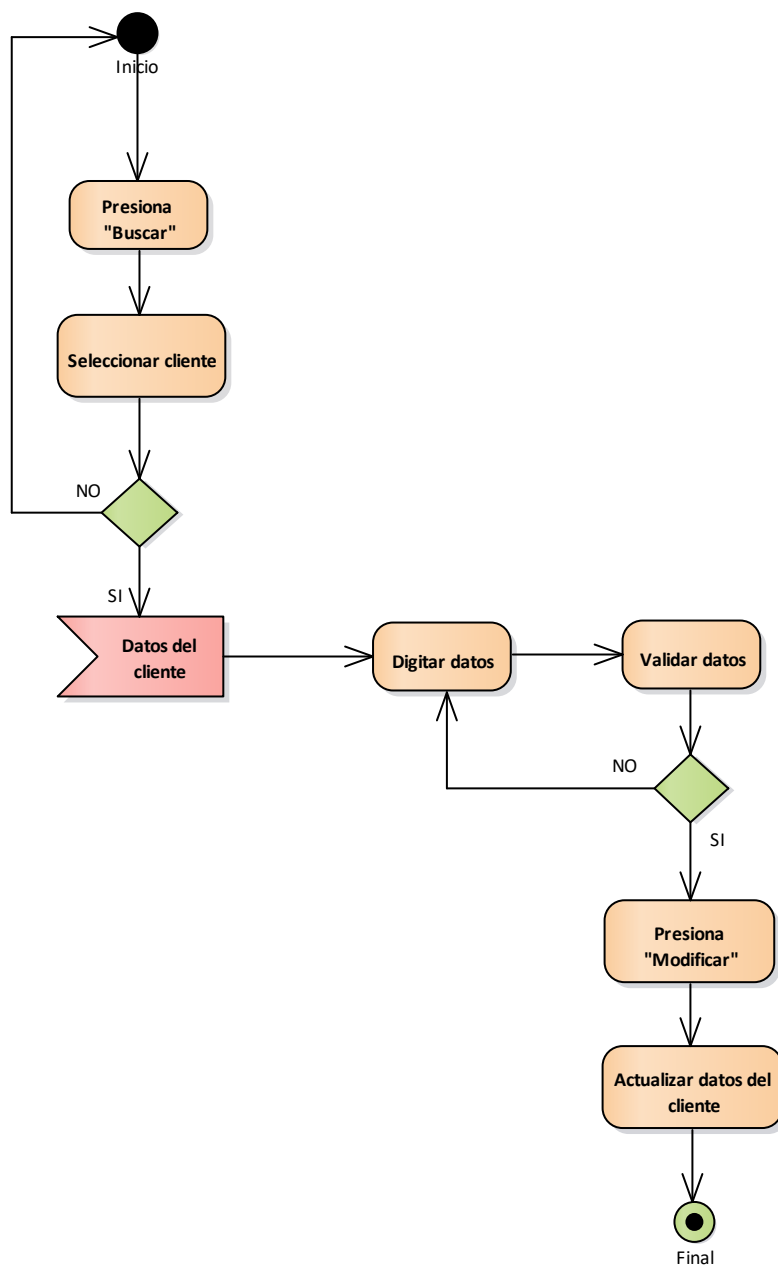 Inicio
Presiona
"Buscar"
Seleccionar cliente
NO
SI
Datos del
cliente
Digitar datos
Validar datos
NO
SI
Presiona
"Modificar"
Actualizar datos del
cliente
Final